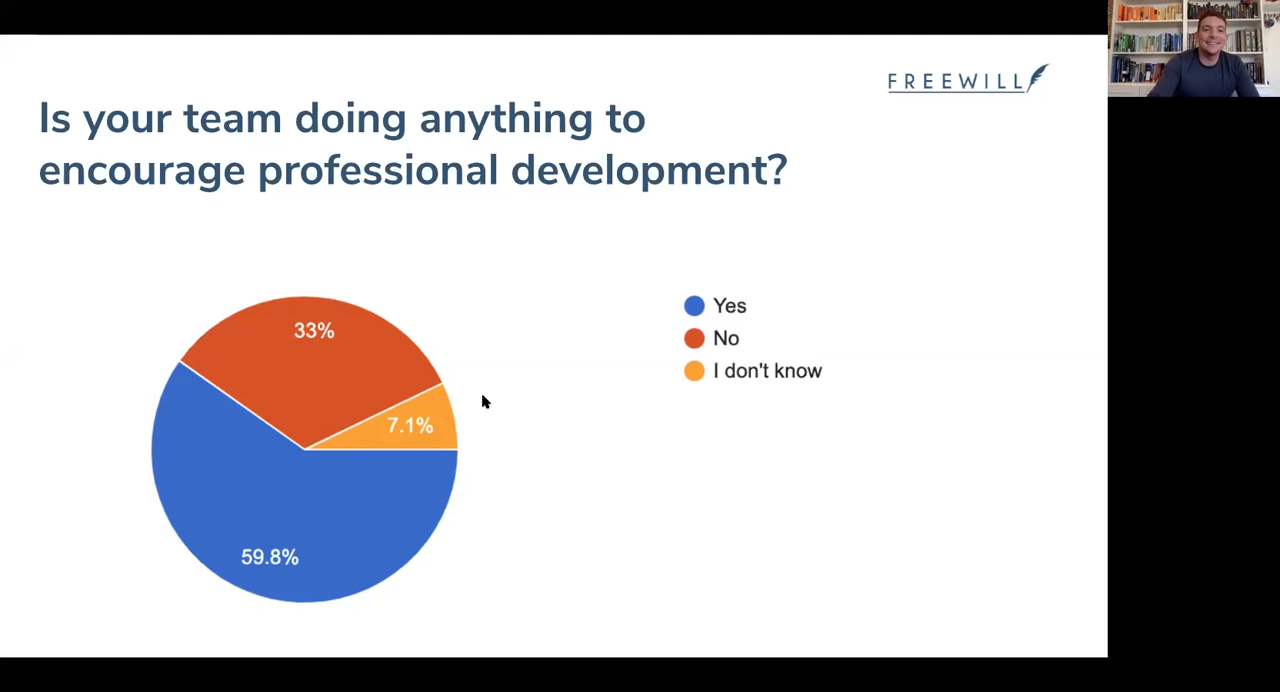 FREEWILL
Is your team doing anything to
encourage professional development?
33%
7.1%
59.8%
Yes
No
I don't know